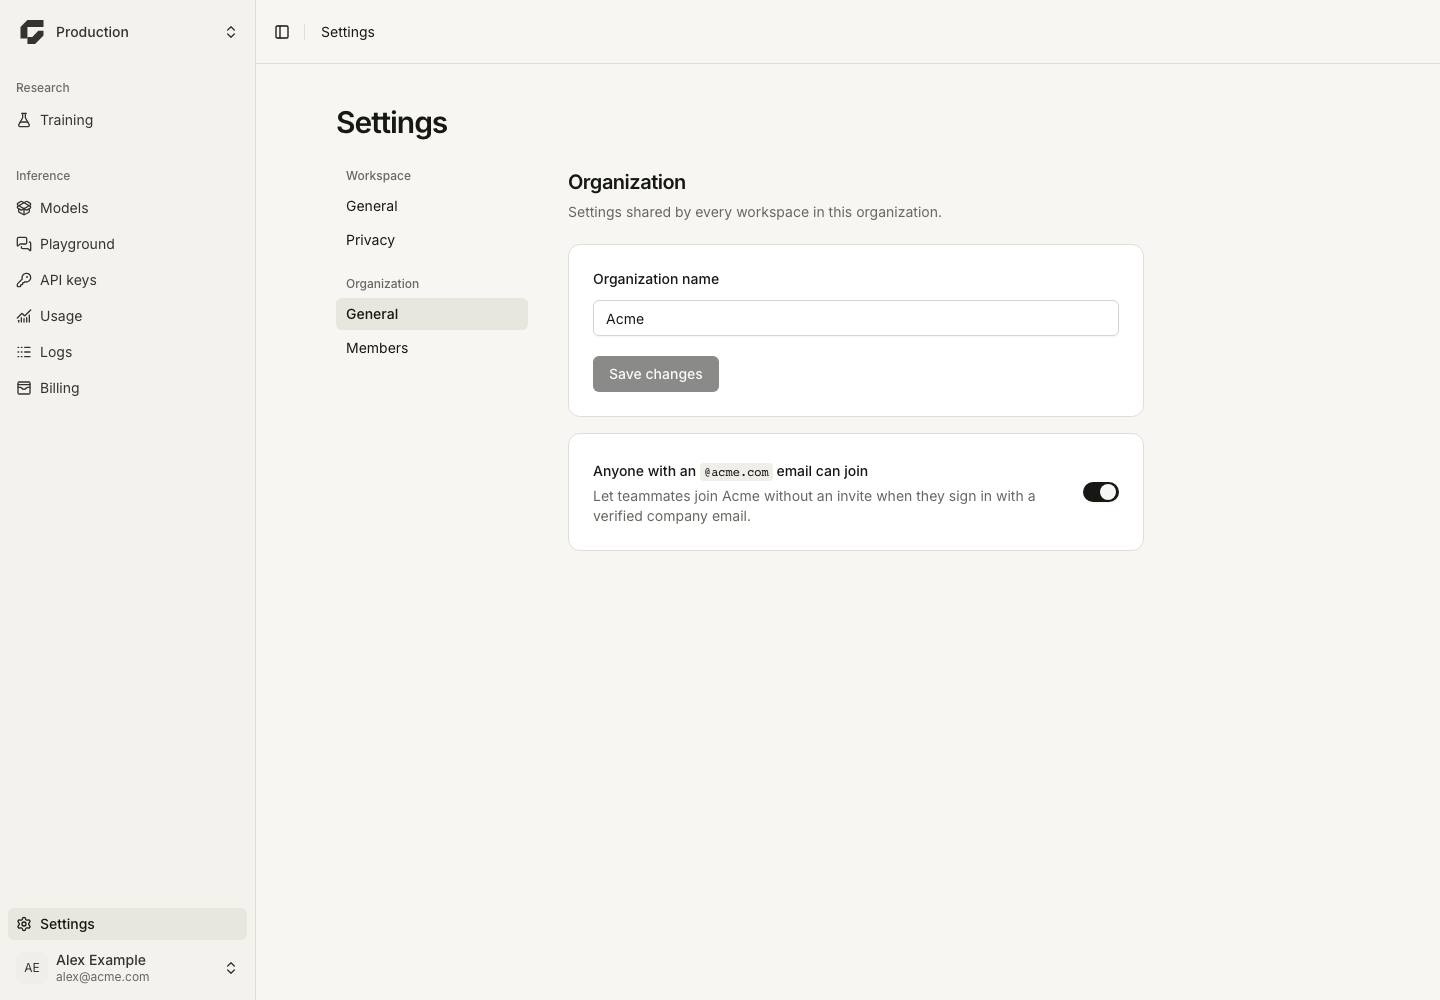 Production
Research
Training
Inference
Models
Playground
API keys
Usage
Logs
Billing
Settings
AE
Alex Example
alex@acme.com
Settings
Settings
Workspace
General
Privacy
Organization
General
Members
Organization
Settings shared by every workspace in this organization.
Organization name
Acme
Save changes
Anyone with an @acme.com email can join
Let teammates join Acme without an invite when they sign in with a
verified company email.